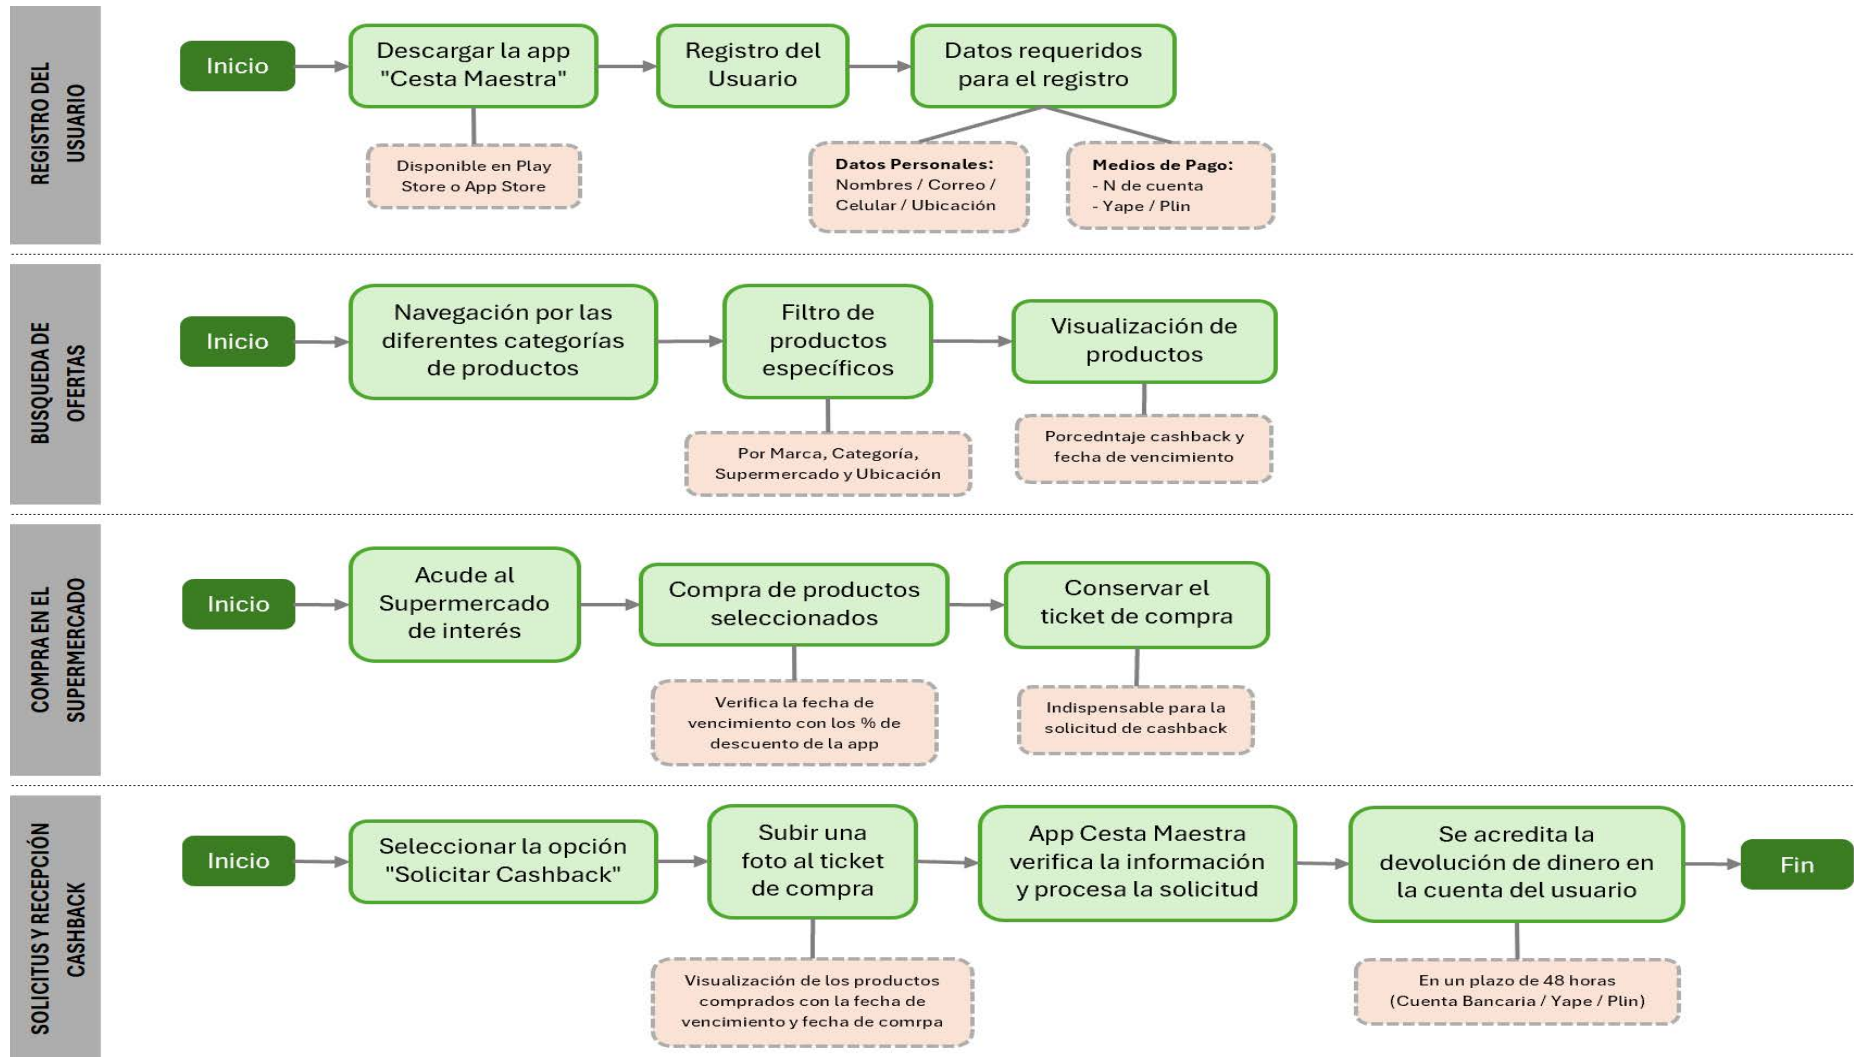 REGISTRO DEL
USUARIO
Inicio
Descargar la app
"Cesta Maestra"
Registro del
Usuario
Datos requeridos
para el registro
Disponible en Play
Store o App Store
Datos Personales:
Nombres / Correo /
Celular / Ubicación
Medios de Pago:
- N de cuenta
- Yape / Plin
BUSQUEDA DE
OFERTAS
Inicio
Navegación por las
diferentes categorías
de productos
Filtro de
productos
específicos
Visualización de
productos
Por Marca, Categoría,
Supermercado y Ubicación
Porcedntaje cashback y
fecha de vencimiento
COMPRA EN EL
SUPERMERCADO
Inicio
Acude al
Supermercado
de interés
Compra de productos
seleccionados
Conservar el
ticket de compra
Verifica la fecha de
vencimiento con los % de
descuento de la app
Indispensable para la
solicitud de cashback
SOLICITUS Y RECEPCIÓN
CASHBACK
Inicio
Seleccionar la opción
"Solicitar Cashback"
Subir una
foto al ticket
de compra
App Cesta Maestra
verifica la información
y procesa la solicitud
Se acredita la
devolución de dinero en
la cuenta del usuario
Fin
Visualización de los productos
comprados con la fecha de
vencimiento y fecha de comrpa
En un plazo de 48 horas
(Cuenta Bancaria / Yape / Plin)